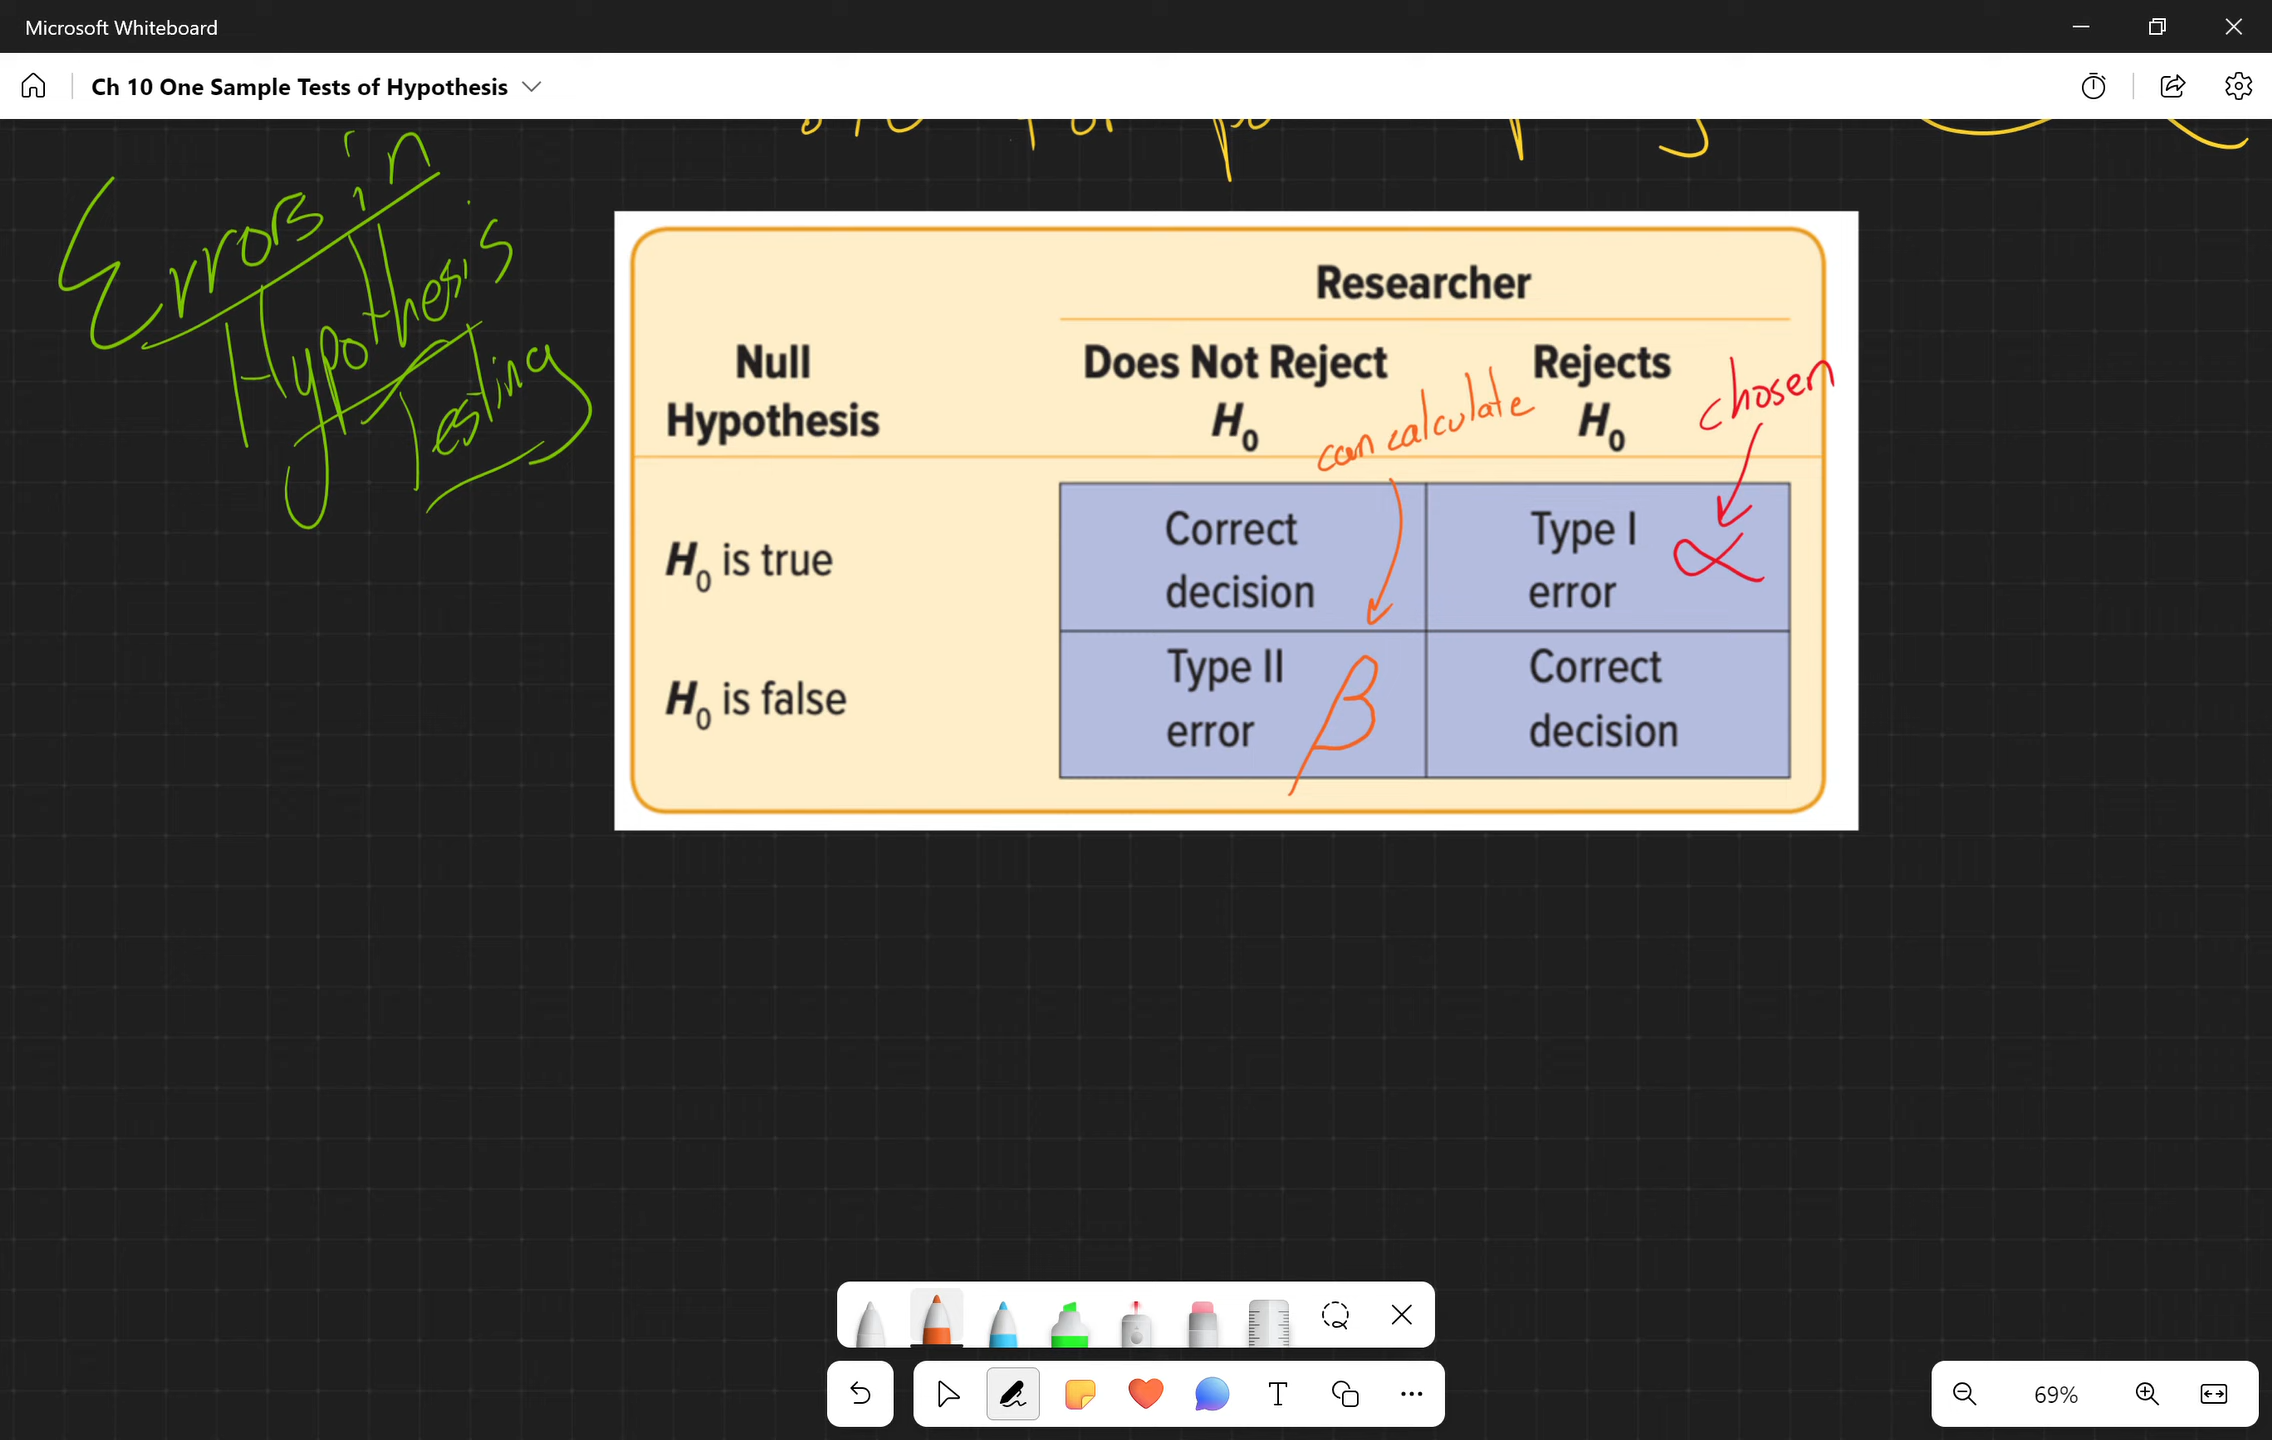 Microsoft Whiteboard
Ch 10 One Sample Tests of Hypothesis
Errors in
Hypothesis
Testing
Researcher
Null Hypothesis
Does Not Reject H₀
Rejects H₀
can calculate
chosen
H₀ is true
Correct decision
Type I error
α
H₀ is false
Type II error
β
Correct decision
T
69%